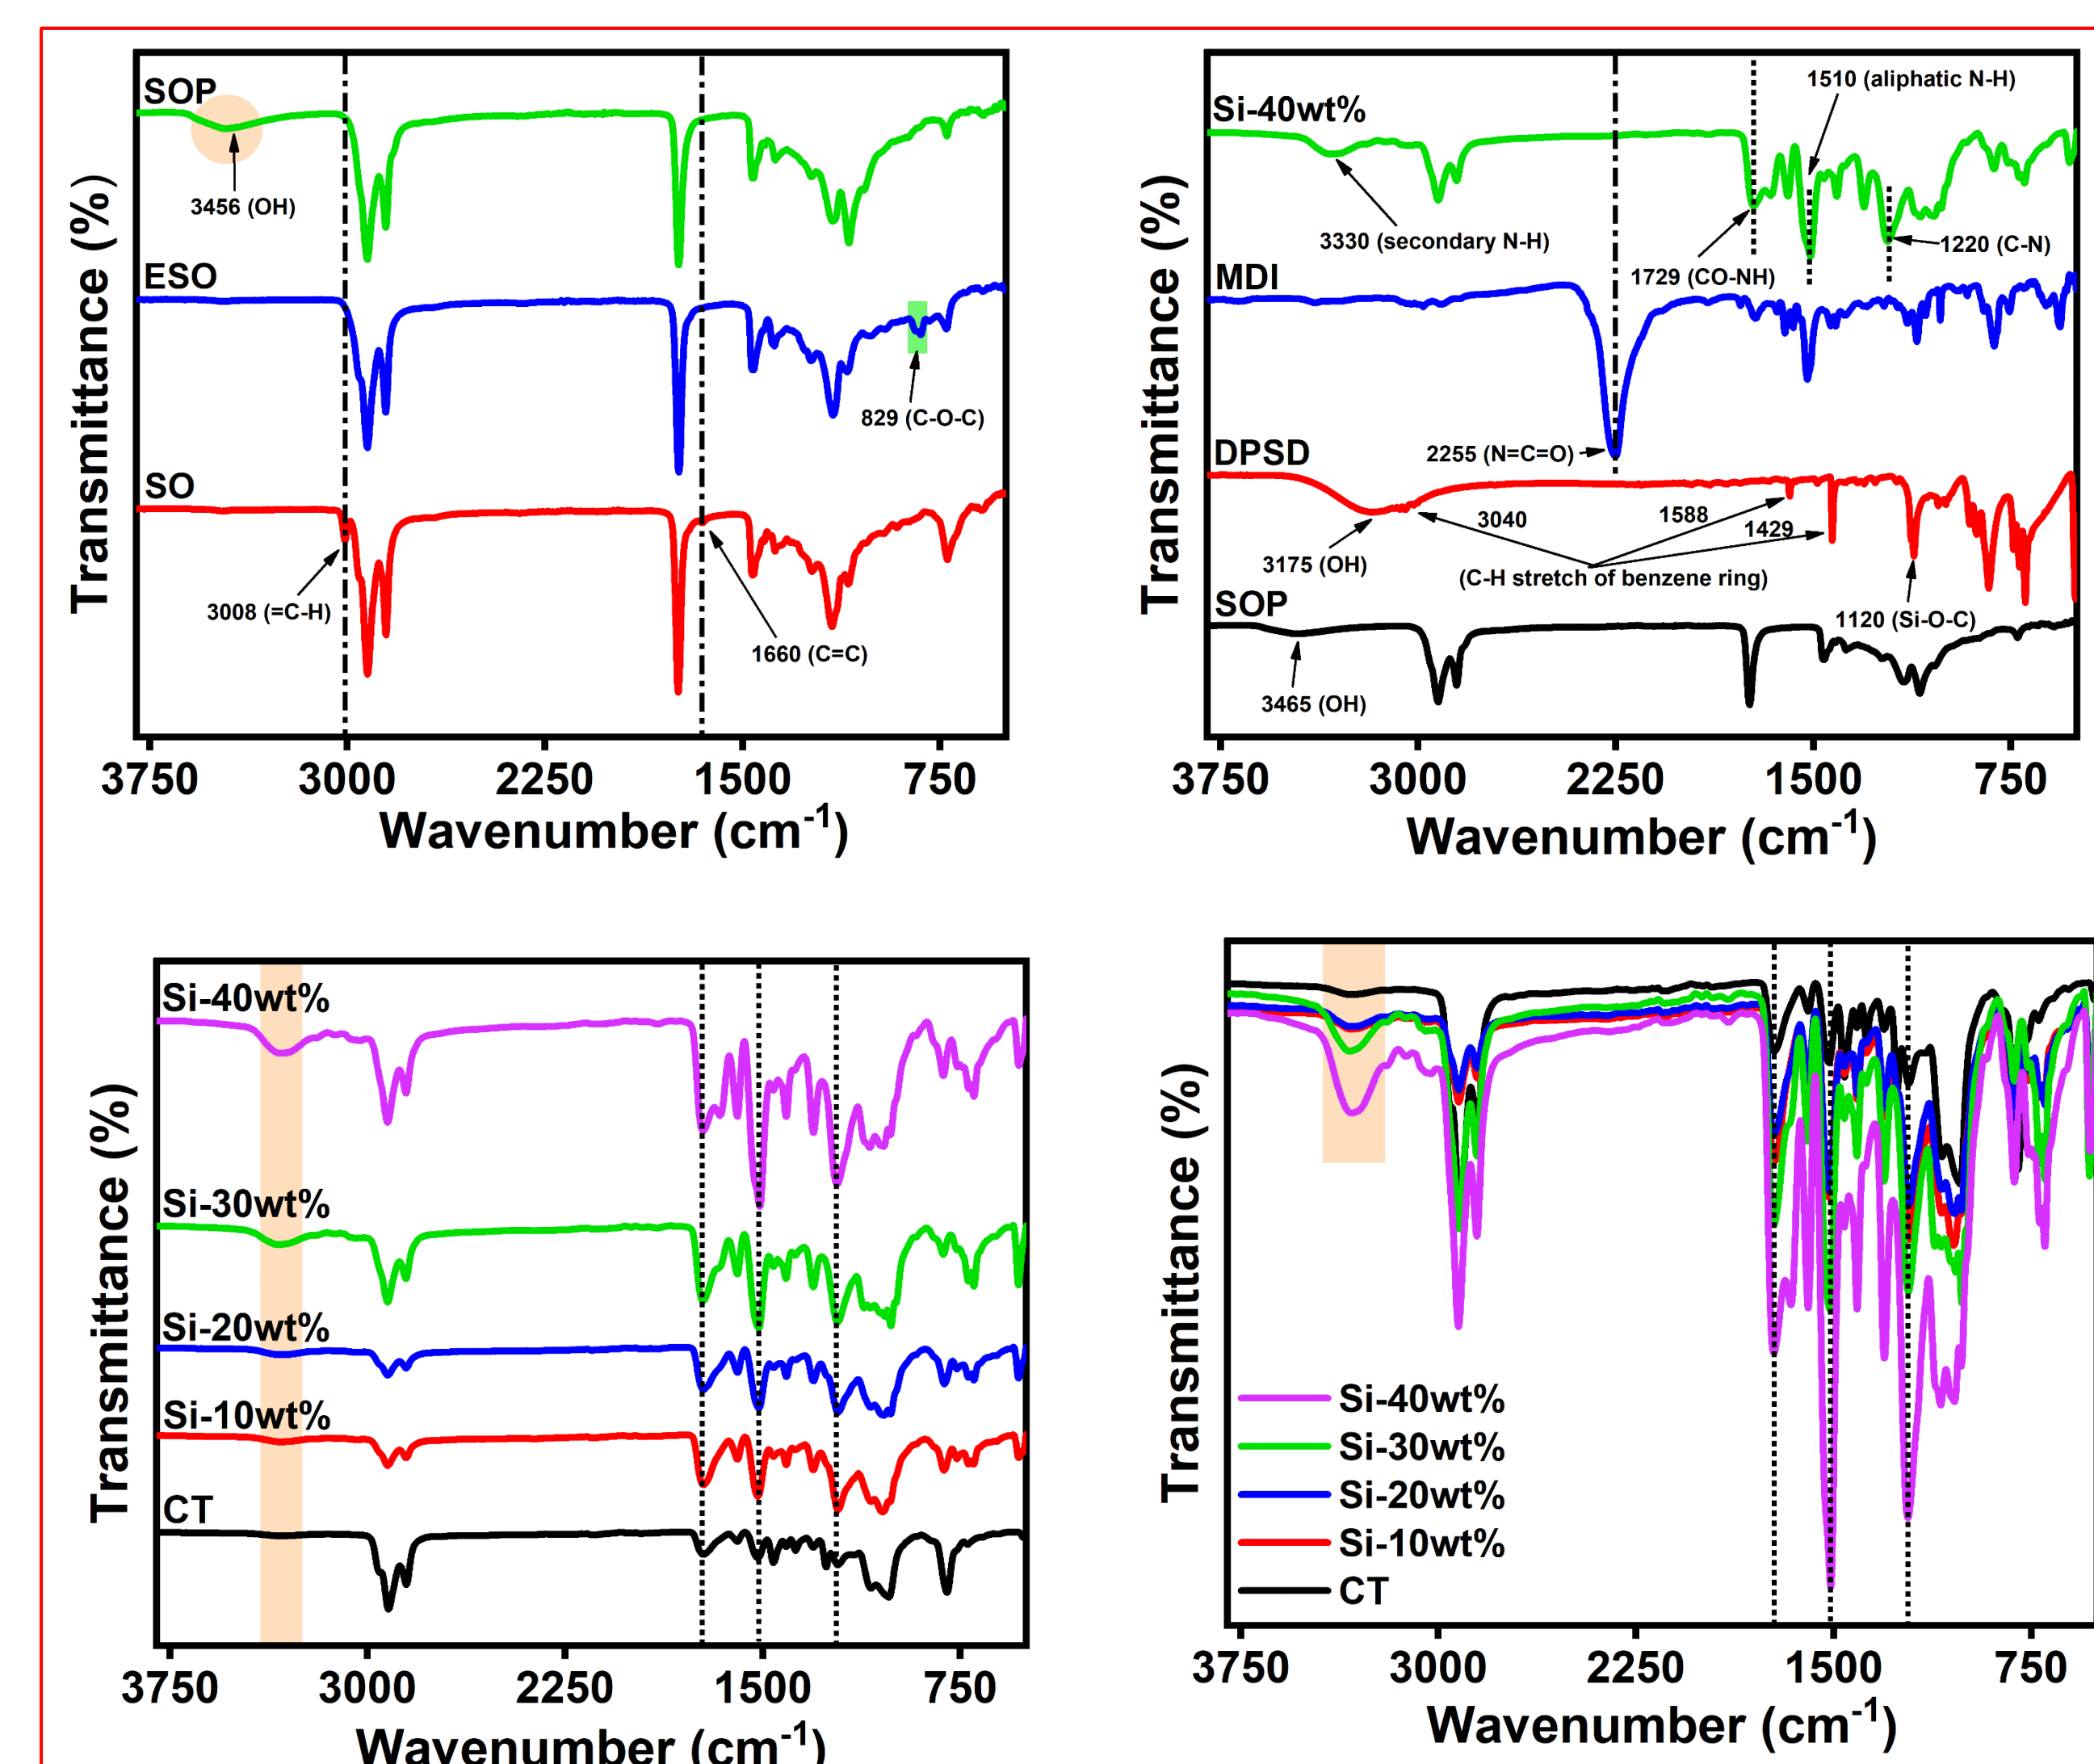 SOP
3456 (OH)
ESO
829 (C-O-C)
SO
3008 (=C-H)
1660 (C=C)
Transmittance (%)
3750 3000 2250 1500 750
Wavenumber (cm-1)
1510 (aliphatic N-H)
Si-40wt%
3330 (secondary N-H)
1220 (C-N)
1729 (CO-NH)
MDI
2255 (N=C=O)
DPSD
3040
1588
1429
3175 (OH)
(C-H stretch of benzene ring)
SOP
1120 (Si-O-C)
3465 (OH)
Transmittance (%)
3750 3000 2250 1500 750
Wavenumber (cm-1)
Si-40wt%
Si-30wt%
Si-20wt%
Si-10wt%
CT
Transmittance (%)
3750 3000 2250 1500 750
Wavenumber (cm-1)
Si-40wt%
Si-30wt%
Si-20wt%
Si-10wt%
CT
Transmittance (%)
3750 3000 2250 1500 750
Wavenumber (cm-1)